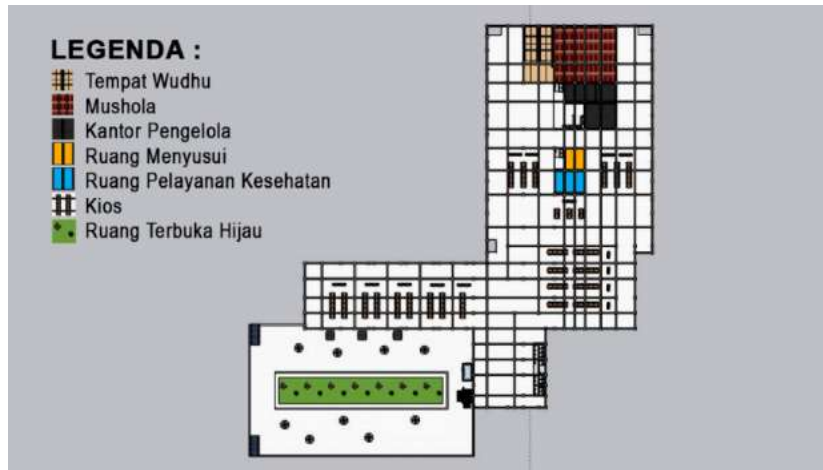 LEGENDA :
Tempat Wudhu
Mushola
Kantor Pengelola
Ruang Menyusui
Ruang Pelayanan Kesehatan
Kios
Ruang Terbuka Hijau